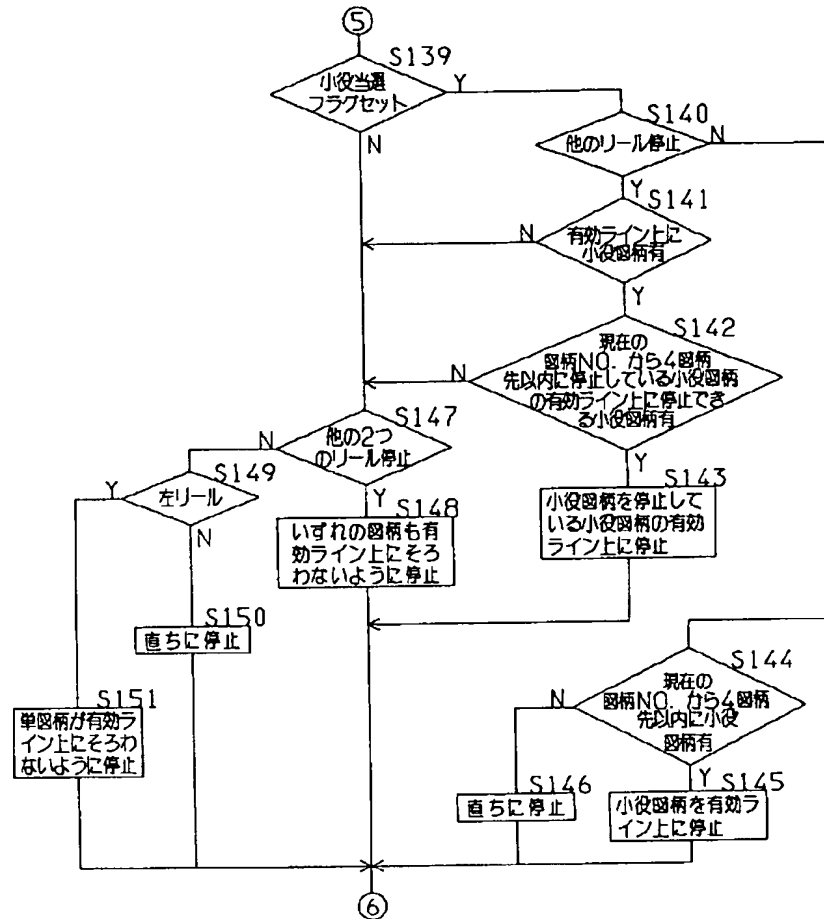 5
S139
小役当選
フラグセット
Y
N
S140
他のリール停止
N
Y
S141
有効ライン上に
小役図柄有
N
Y
S142
現在の
図柄NO.から4図柄
先以内に停止している小役図柄
の有効ライン上に停止でき
る小役図柄有
N
Y
S143
小役図柄を停止して
いる小役図柄の有効
ライン上に停止
S147
他の2つ
のリール停止
N
Y
S148
いずれの図柄も有
効ライン上にそろ
わないように停止
S149
左リール
Y
N
S150
直ちに停止
S151
単図柄が有効ラ
イン上にそろわ
ないように停止
S144
現在の
図柄NO.から4図柄
先以内に小役
図柄有
N
Y
S145
小役図柄を有効ラ
イン上に停止
S146
直ちに停止
6